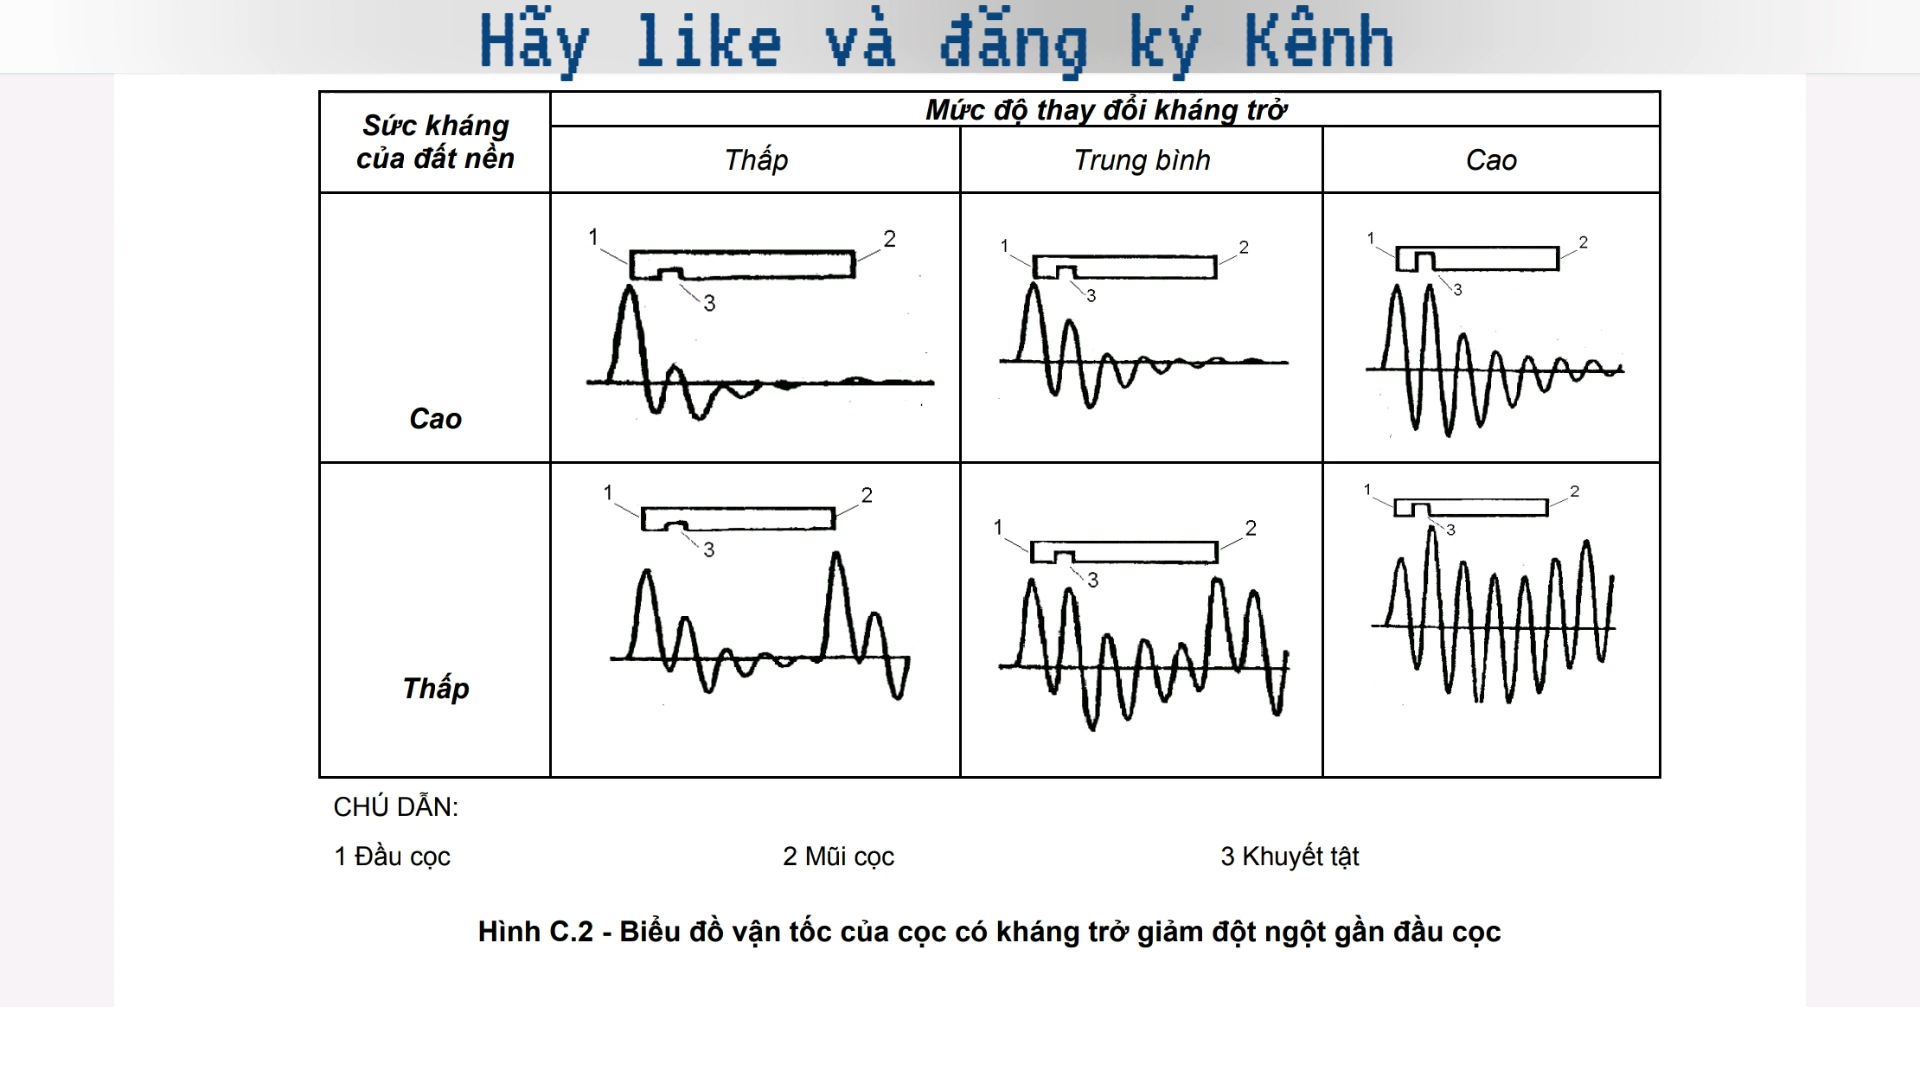 Hãy like và đăng ký Kênh
Sức kháng
của đất nền
Mức độ thay đổi kháng trở
Thấp
Trung bình
Cao
Cao
1
2
3
1
2
3
1
2
3
Thấp
1
2
3
1
2
3
1
2
3
CHÚ DẪN:
1 Đầu cọc
2 Mũi cọc
3 Khuyết tật
Hình C.2 - Biểu đồ vận tốc của cọc có kháng trở giảm đột ngột gần đầu cọc